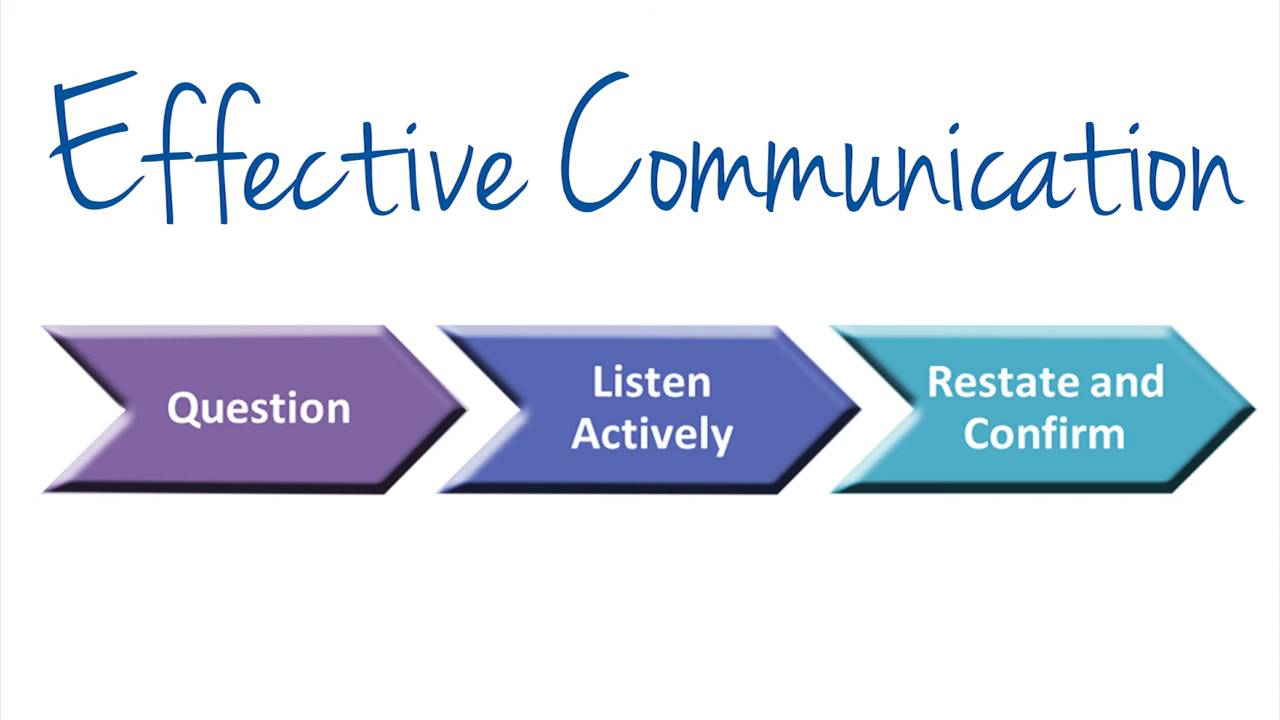 Effective Communication
Question
Listen
Actively
Restate and
Confirm